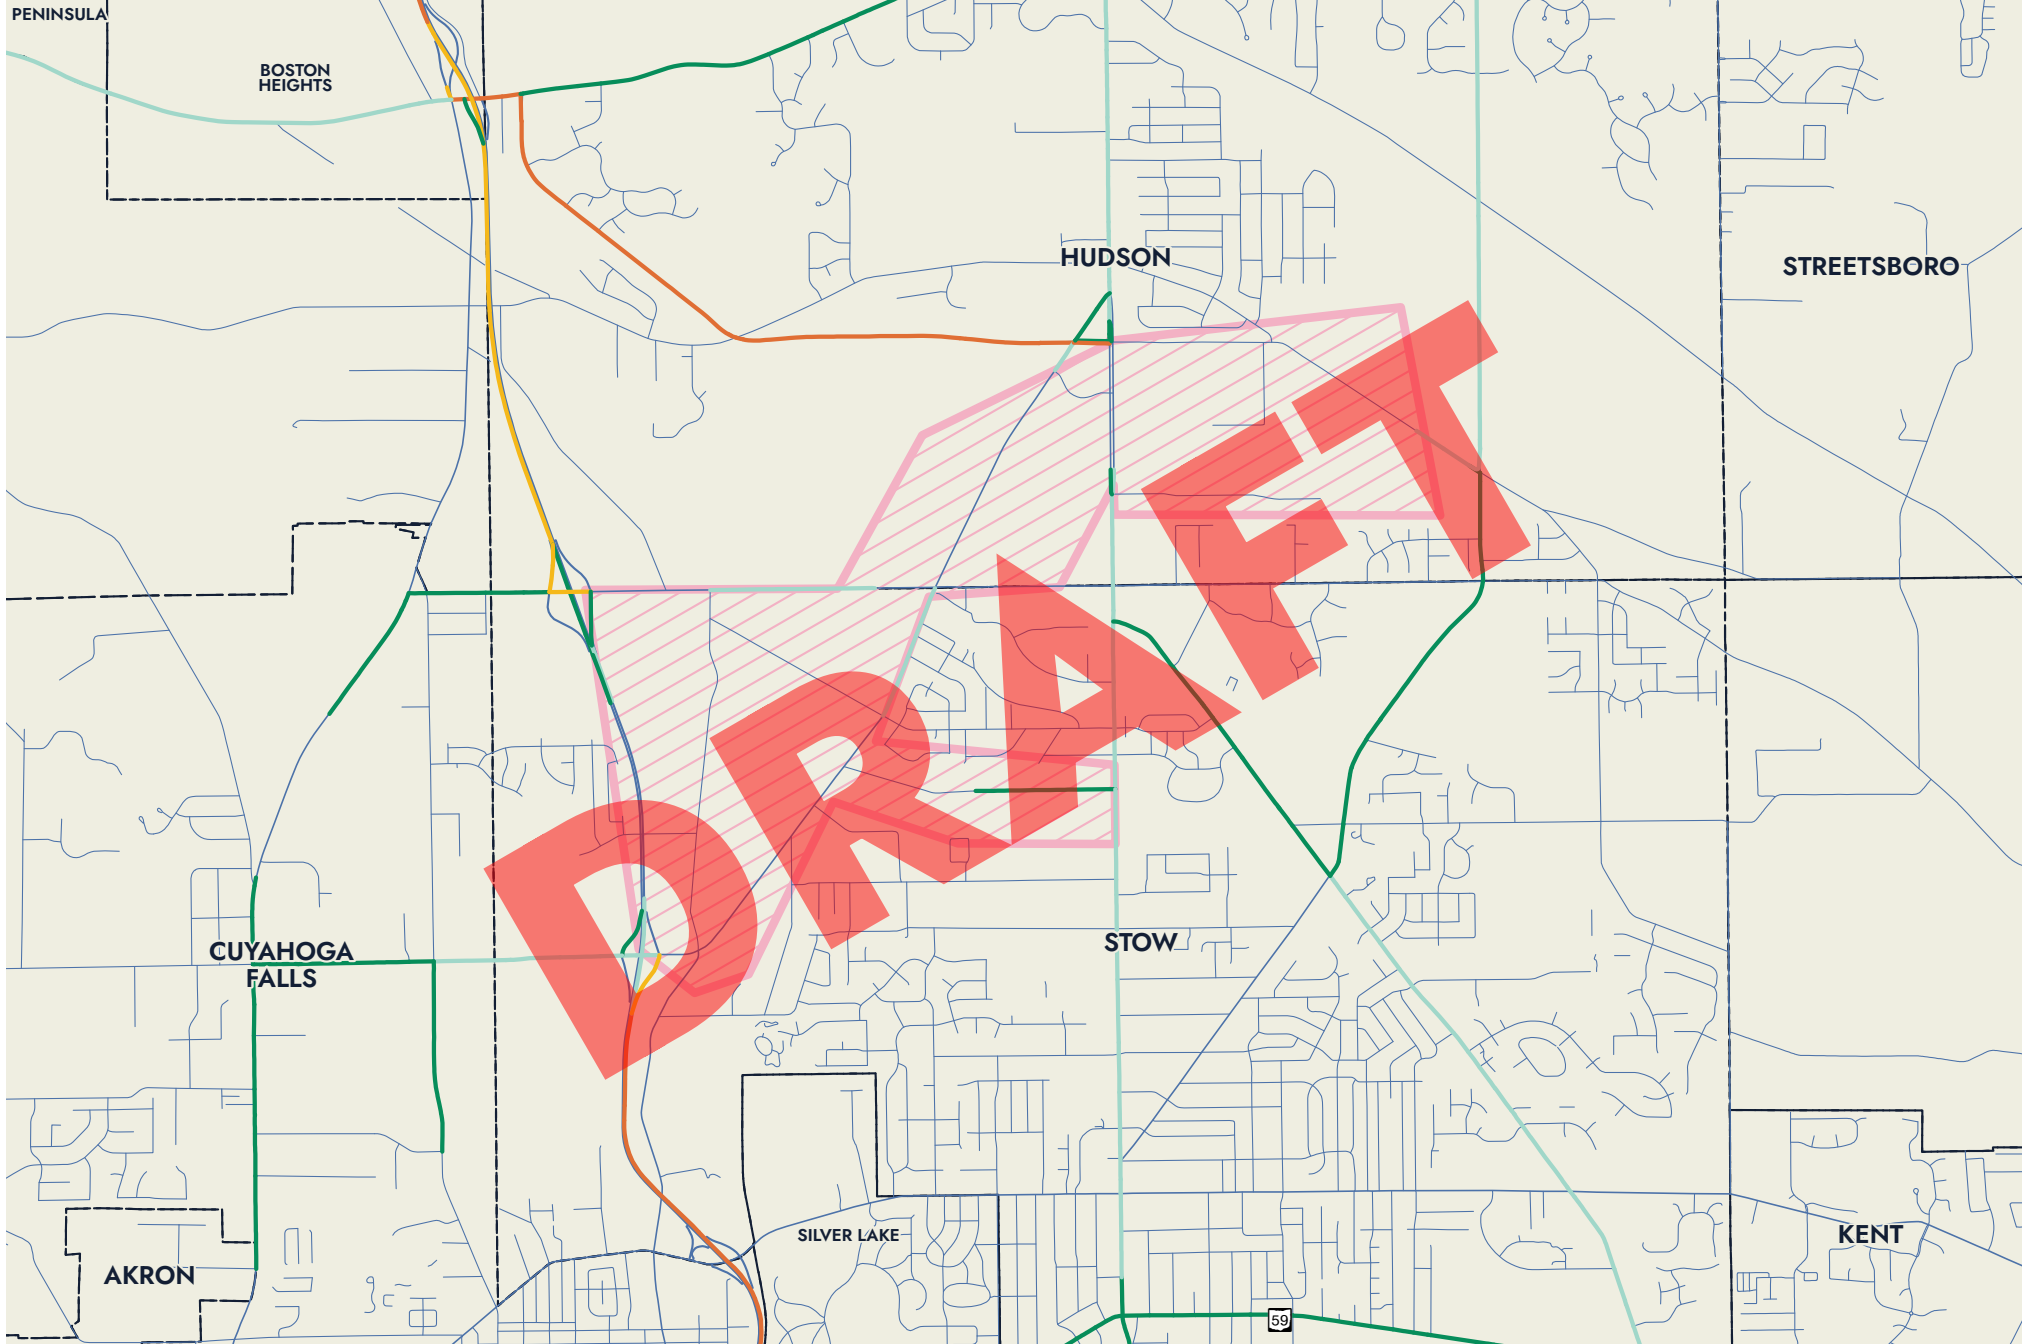 PENINSULA
BOSTON
HEIGHTS
HUDSON
STREETSBORO
DRAFT
CUYAHOGA
FALLS
STOW
SILVER LAKE
KENT
AKRON
59